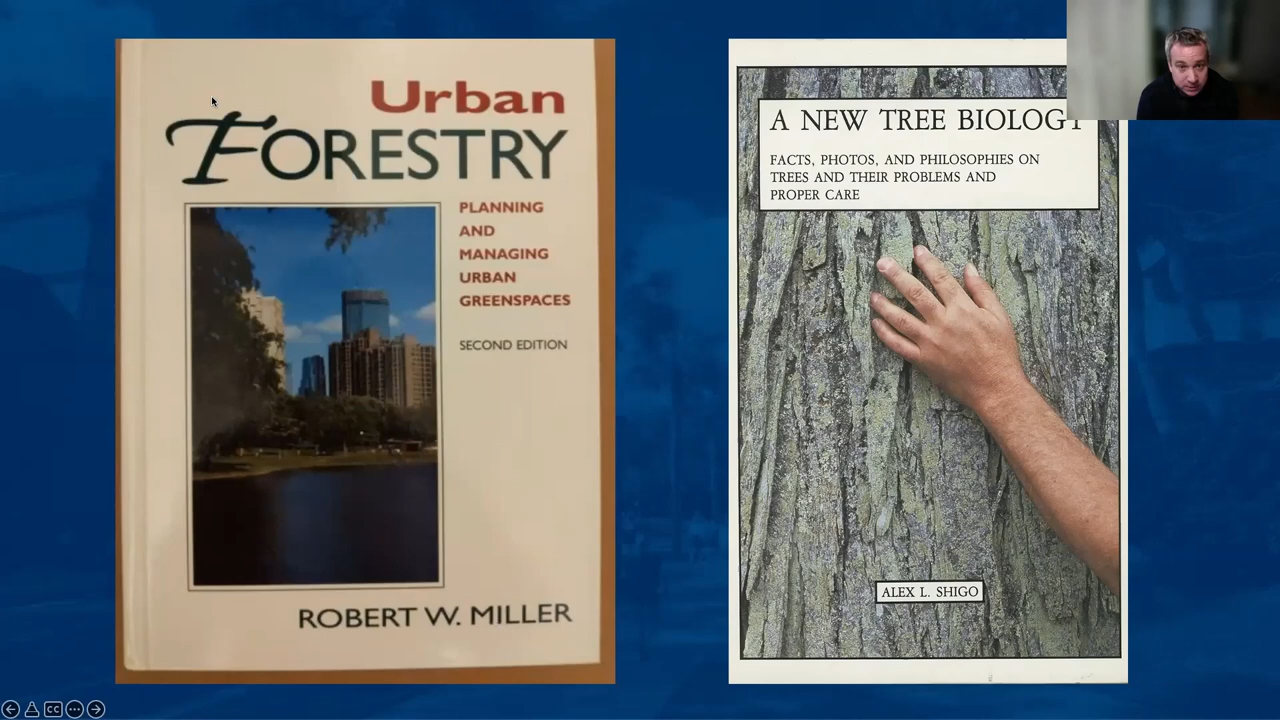 Urban
FORESTRY
PLANNING
AND
MANAGING
URBAN
GREENSPACES
SECOND EDITION
ROBERT W. MILLER
A NEW TREE BIOLOGY
FACTS, PHOTOS, AND PHILOSOPHIES ON
TREES AND THEIR PROBLEMS AND
PROPER CARE
ALEX L. SHIGO
CC